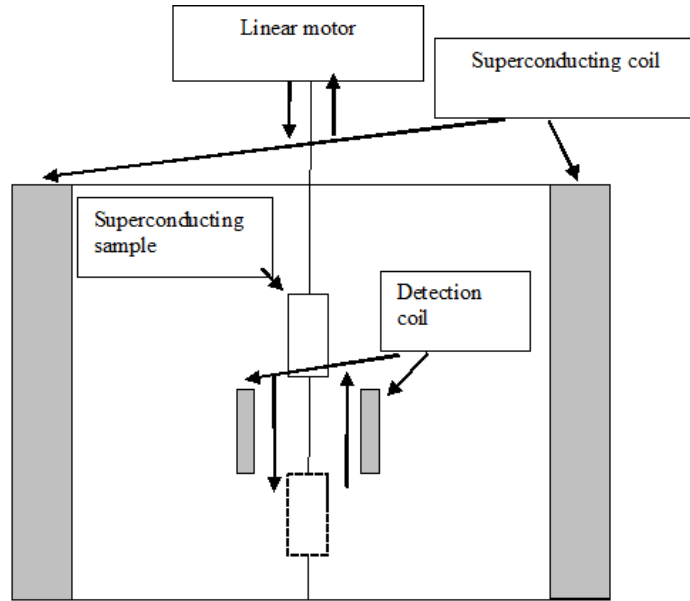 Linear motor
Superconducting coil
Superconducting
sample
Detection
coil